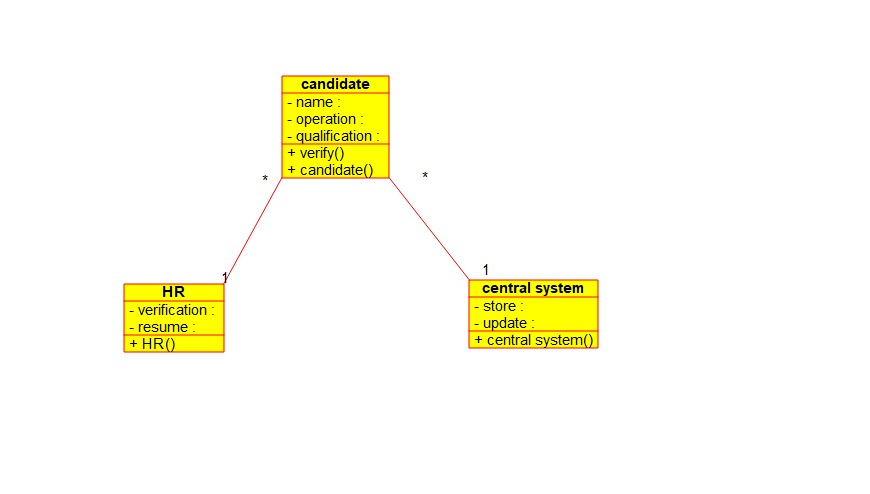 candidate
- name :
- operation :
- qualification :
+ verify()
+ candidate()
*
*
1
1
HR
- verification :
- resume :
+ HR()
central system
- store :
- update :
+ central system()